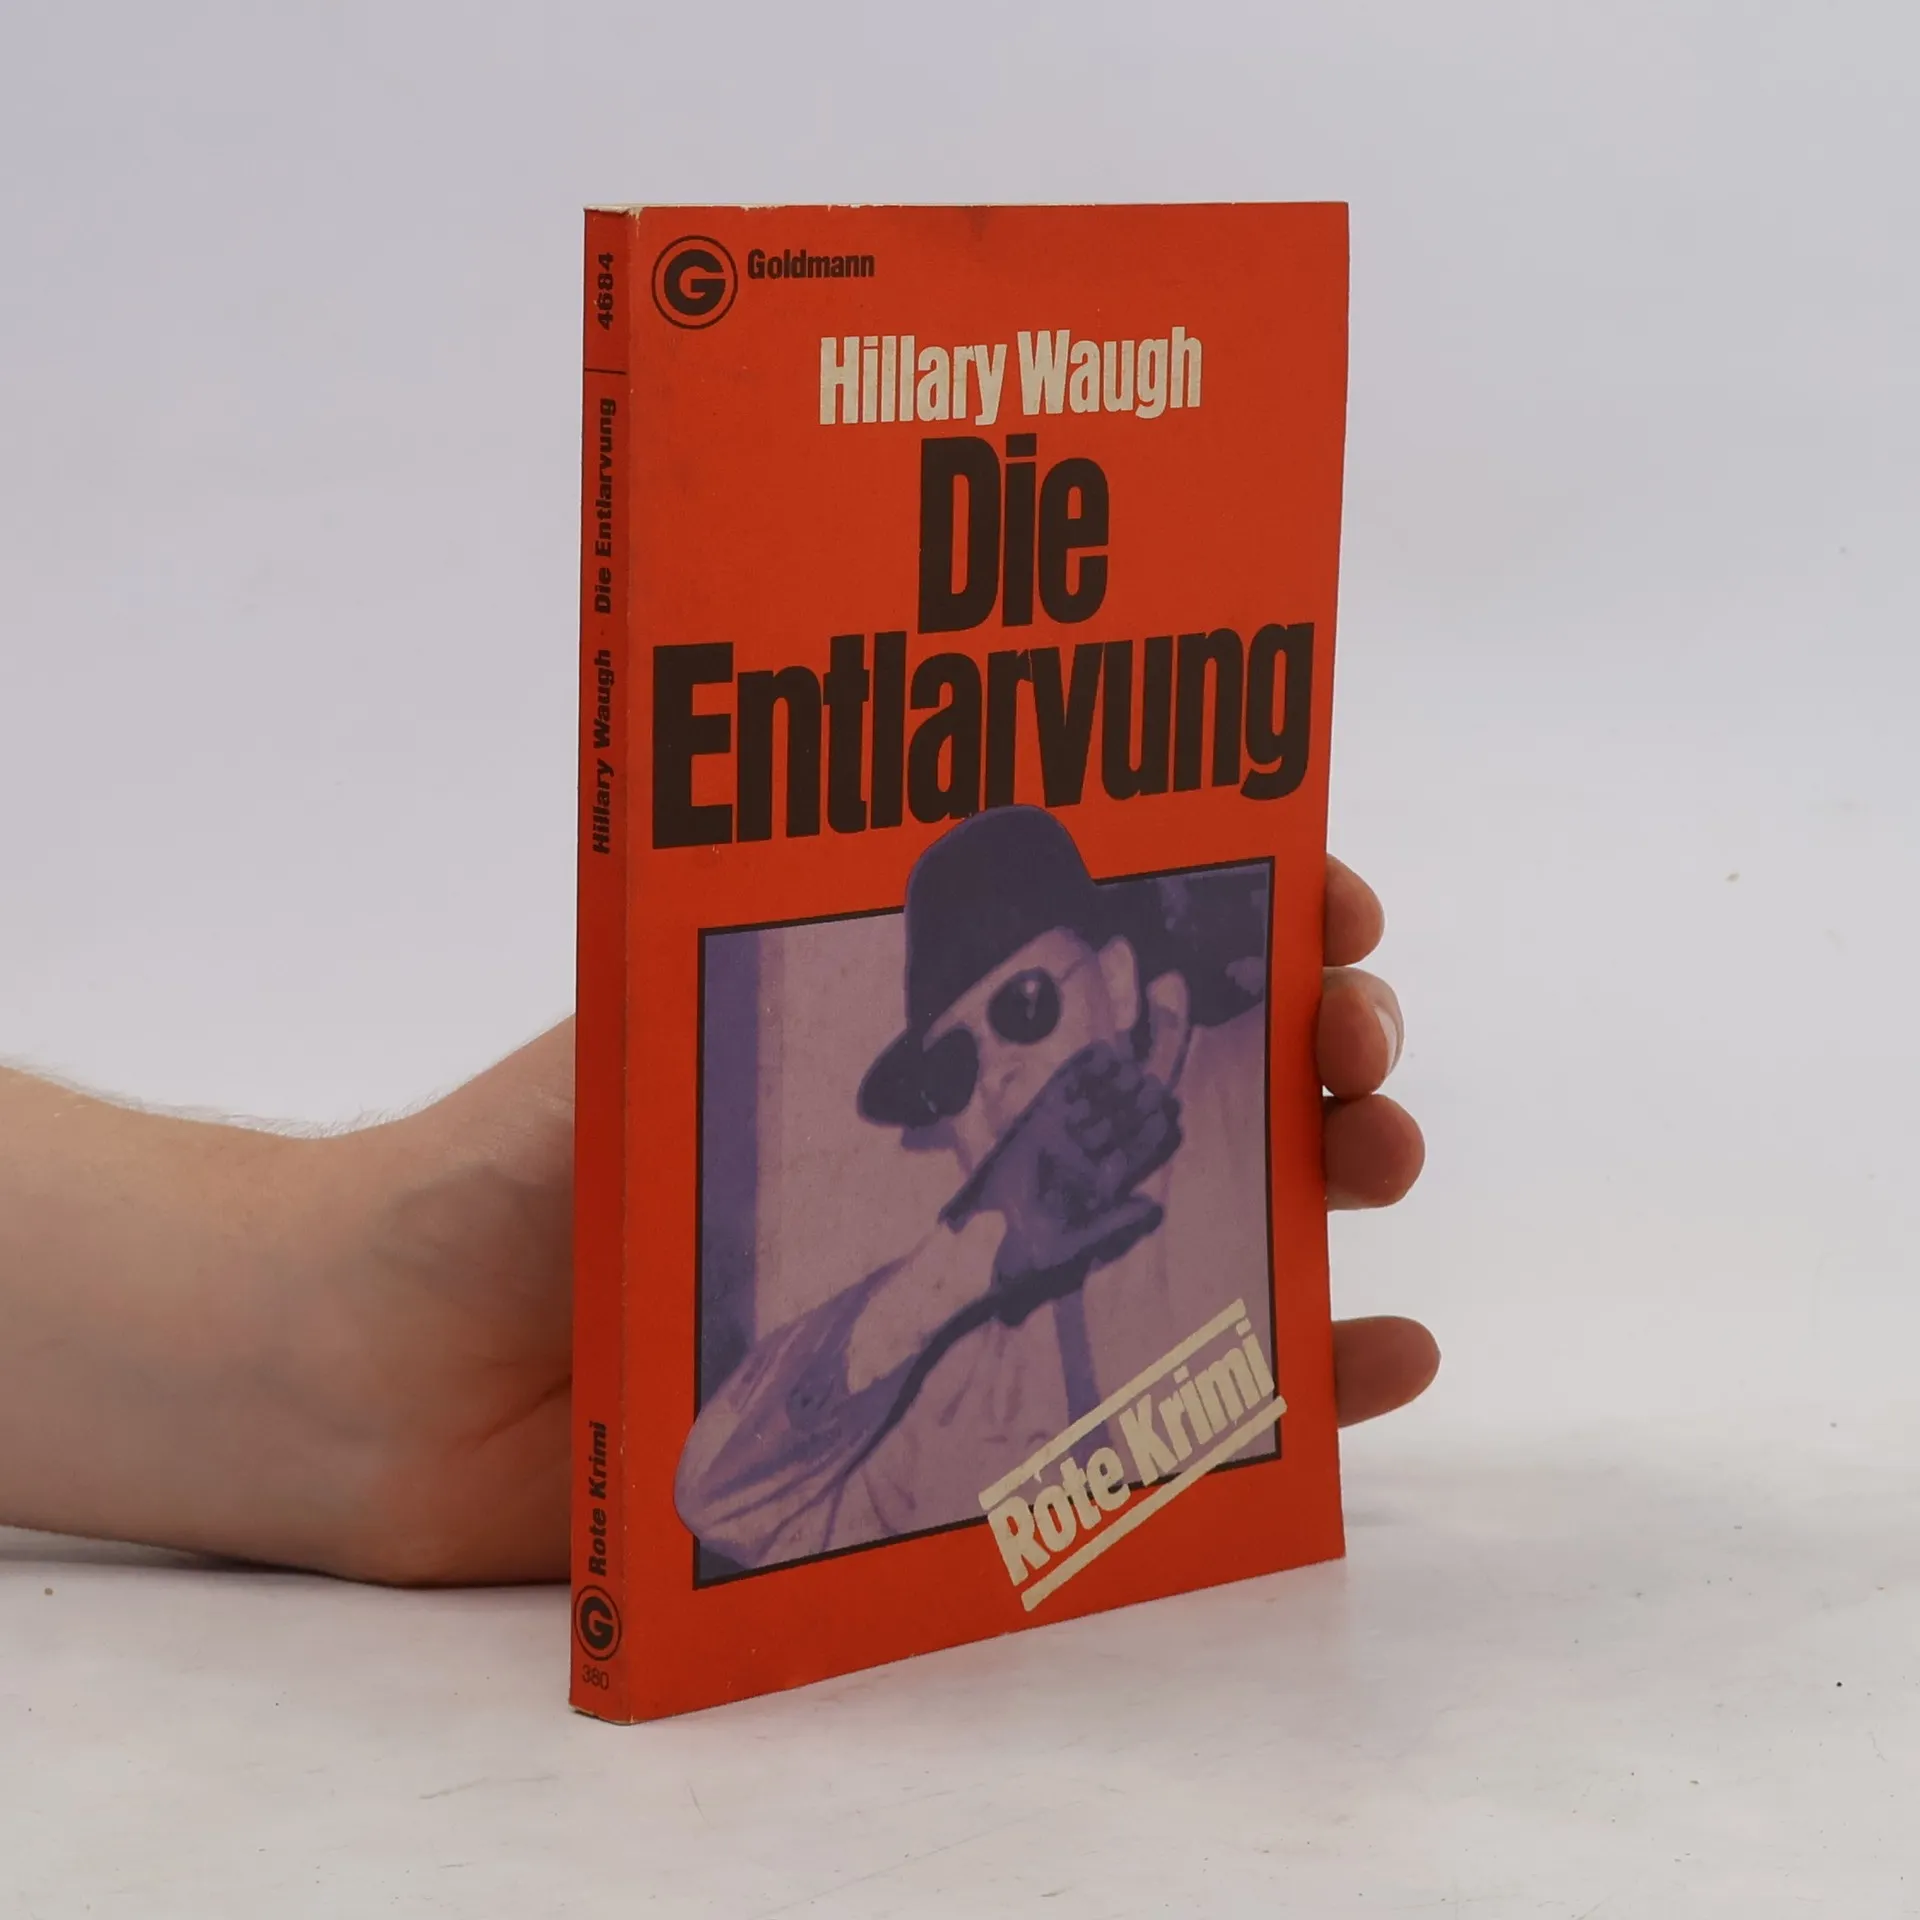 G
Goldmann
Hillary Waugh
Die
Entlarvung
Rote Krimi
4684
Hillary Waugh · Die Entlarvung
Rote Krimi
G
380